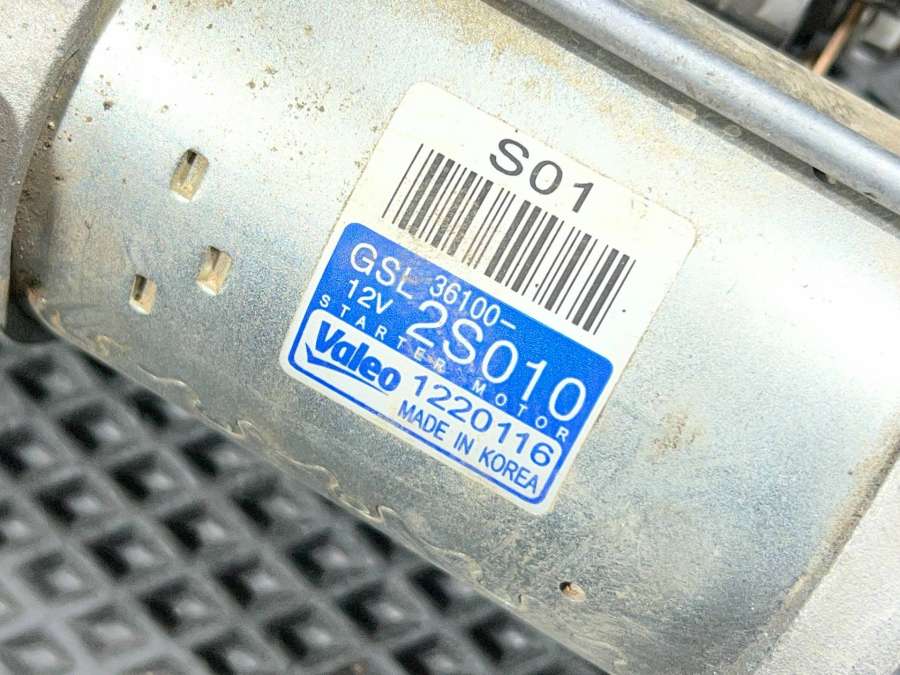 S01
GSL 36100-
12V 2S010
STARTER MOTOR
Valeo 1220116
MADE IN KOREA